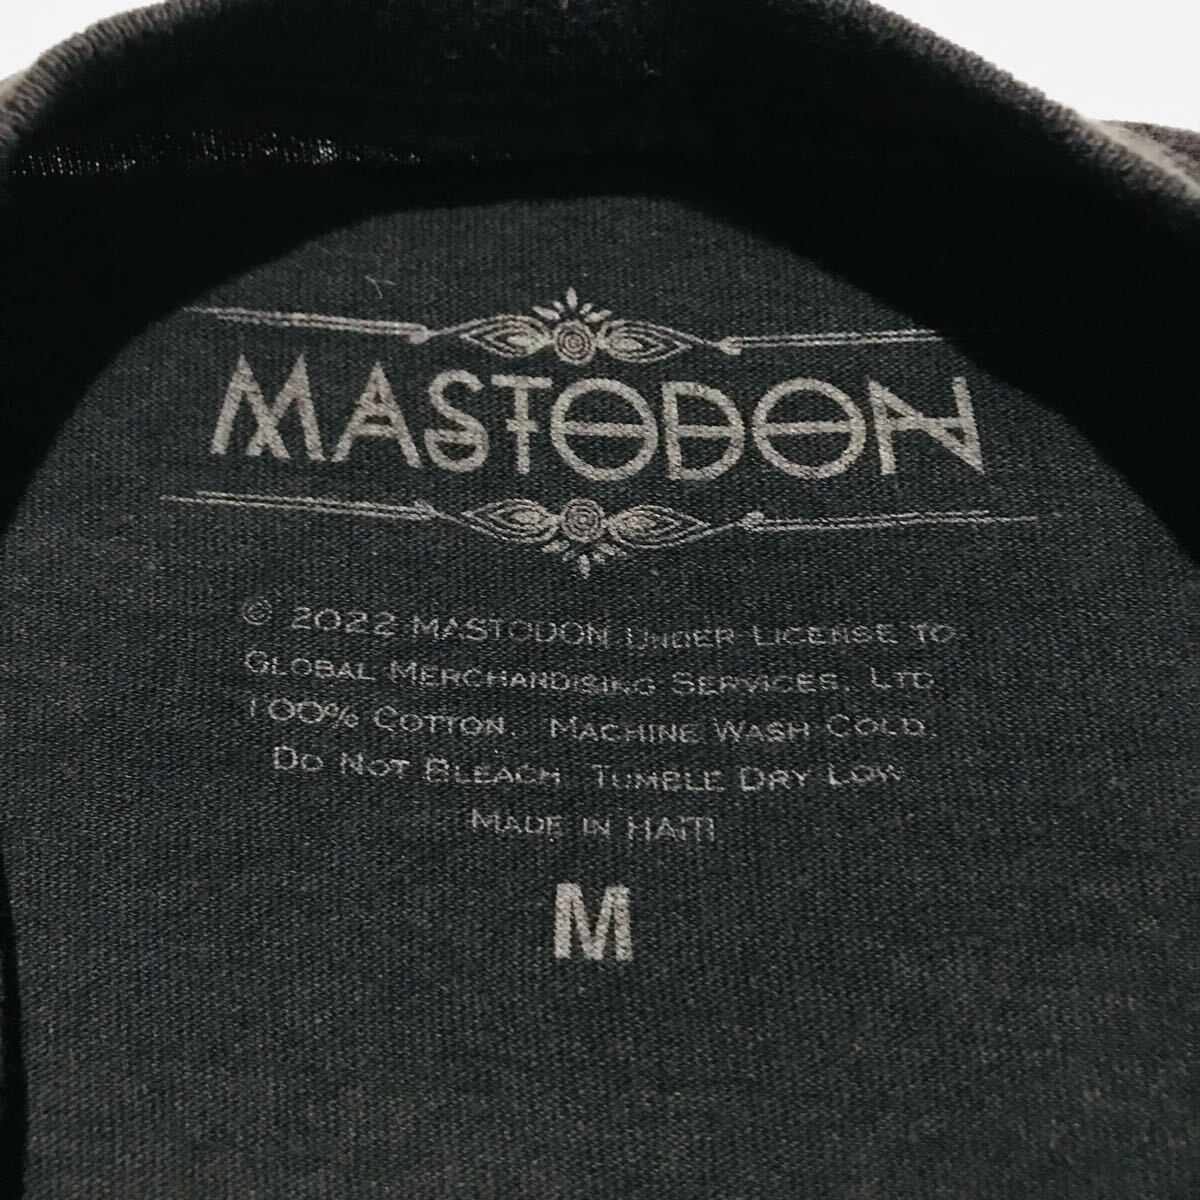 MASTODON
© 2022 MASTODON UNDER LICENSE TO
GLOBAL MERCHANDISING SERVICES, LTD.
100% COTTON. MACHINE WASH COLD.
DO NOT BLEACH. TUMBLE DRY LOW
MADE IN HAITI
M